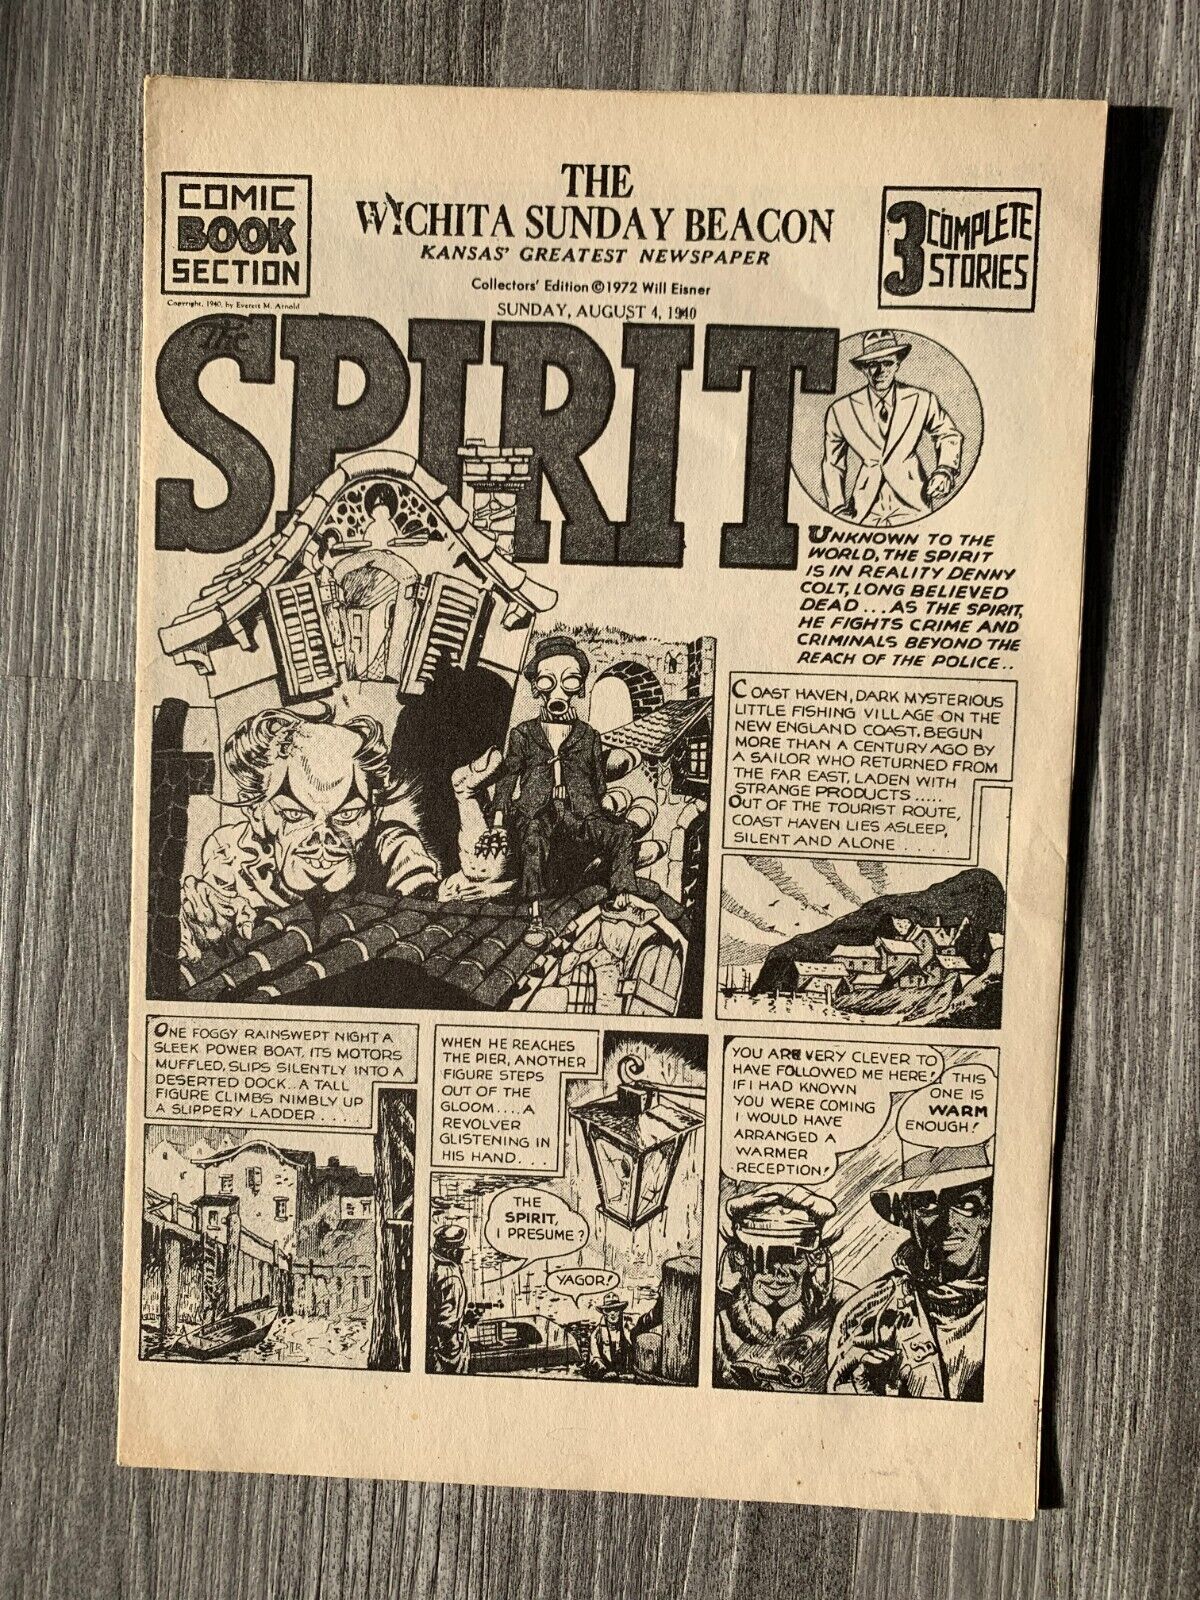 COMIC
BOOK
SECTION
Copyright, 1940, by Everett M. Arnold
THE
WICHITA SUNDAY BEACON
KANSAS' GREATEST NEWSPAPER
Collectors' Edition ©1972 Will Eisner
SUNDAY, AUGUST 4, 1940
3 COMPLETE
STORIES
The
SPIRIT
UNKNOWN TO THE
WORLD, THE SPIRIT
IS IN REALITY DENNY
COLT, LONG BELIEVED
DEAD ... AS THE SPIRIT,
HE FIGHTS CRIME AND
CRIMINALS BEYOND THE
REACH OF THE POLICE..
COAST HAVEN, DARK MYSTERIOUS
LITTLE FISHING VILLAGE ON THE
NEW ENGLAND COAST, BEGUN
MORE THAN A CENTURY AGO BY
A SAILOR WHO RETURNED FROM
THE FAR EAST, LADEN WITH
STRANGE PRODUCTS .....
OUT OF THE TOURIST ROUTE,
COAST HAVEN LIES ASLEEP,
SILENT AND ALONE . . .
ONE FOGGY RAINSWEPT NIGHT A
SLEEK POWER BOAT, ITS MOTORS
MUFFLED, SLIPS SILENTLY INTO A
DESERTED DOCK.. A TALL
FIGURE CLIMBS NIMBLY UP
A SLIPPERY LADDER . . . .
WHEN HE REACHES
THE PIER, ANOTHER
FIGURE STEPS
OUT OF THE
GLOOM.... A
REVOLVER
GLISTENING IN
HIS HAND. . .
THE
SPIRIT,
I PRESUME?
YAGOR!
YOU ARE VERY CLEVER TO
HAVE FOLLOWED ME HERE!
IF I HAD KNOWN
YOU WERE COMING
I WOULD HAVE
ARRANGED A
WARMER
RECEPTION!
THIS
ONE IS
WARM
ENOUGH!